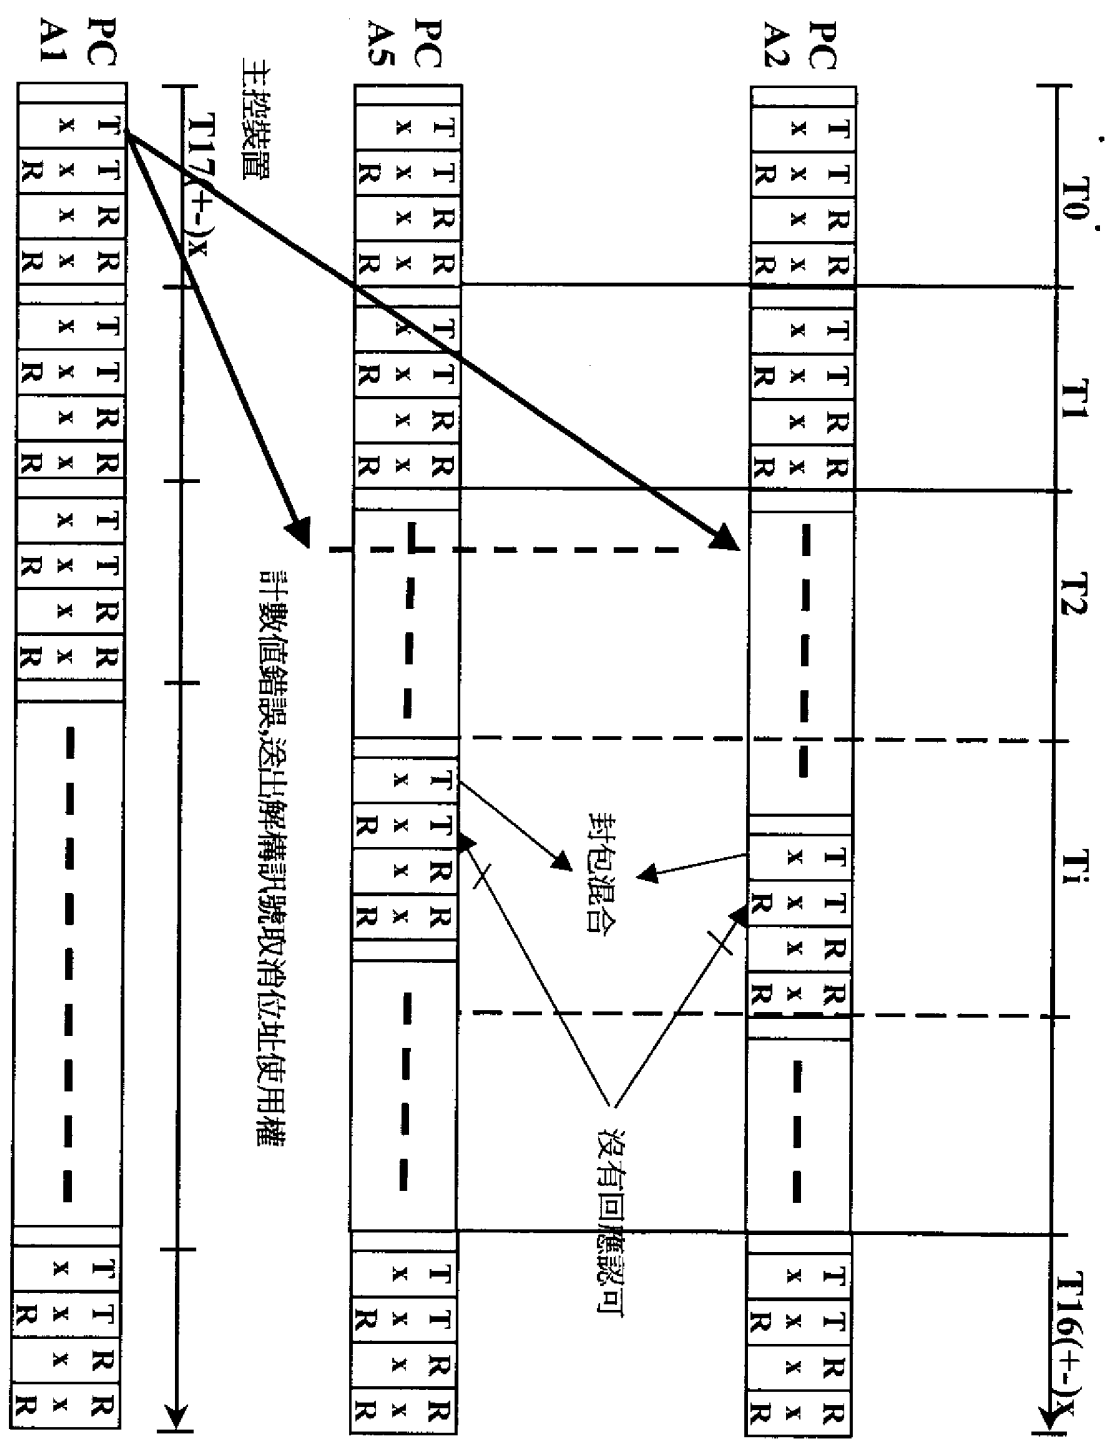 T0 T1 T2 Ti T16(+-)x
PC
A2
T T R R T T R R T T R R T T R R
x x x x x x x x x x x x x x x x
R R R R R R R R
封包混合
沒有回應認可
PC
A5
T T R R T T R R T T R R T T R R
x x x x x x x x x x x x x x x x
R R R R R R R R
主控裝置
計數值錯誤,送出解構訊號取消位址使用權
T17(+-)x
PC
A1
T T R R T T R R T T R R T T R R
x x x x x x x x x x x x x x x x
R R R R R R R R